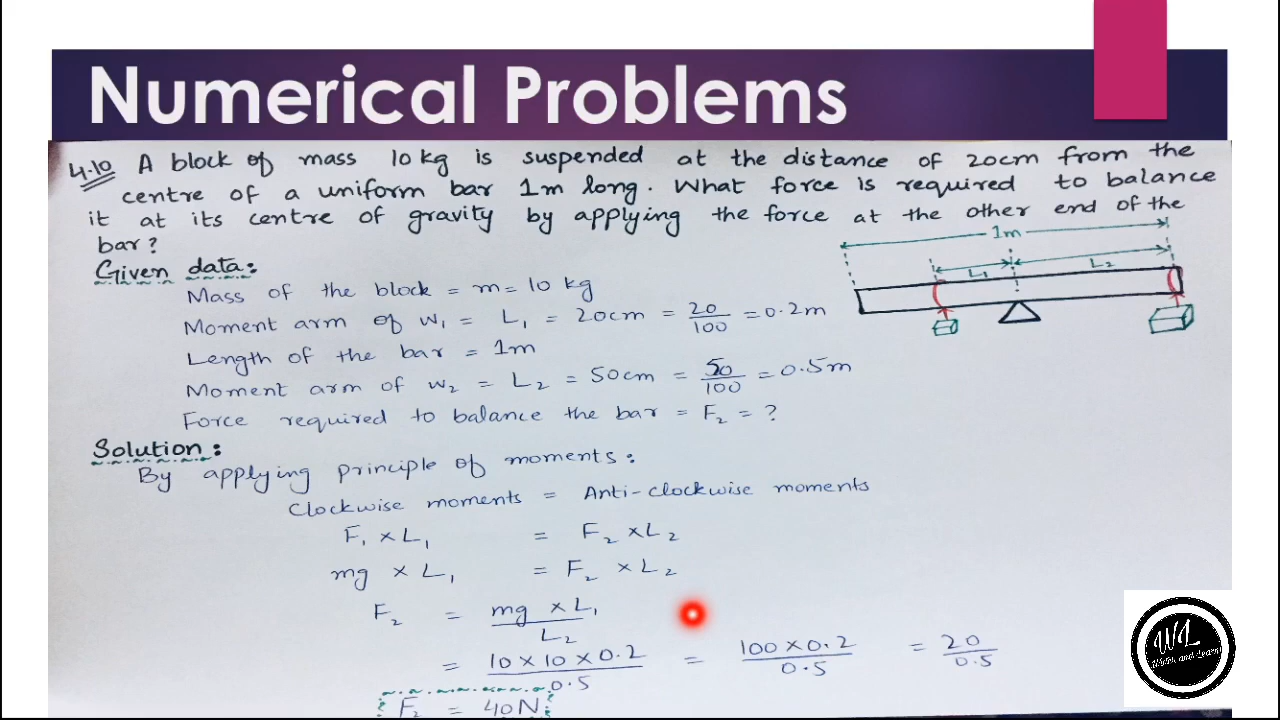 Numerical Problems
4.10 A block of mass 10 kg is suspended at the distance of 20cm from the
centre of a uniform bar 1m long. What force is required to balance
it at its centre of gravity by applying the force at the other end of the
bar?
1m
L₁ L₂
Given data:
Mass of the block = m = 10 kg
Moment arm of w₁ = L₁ = 20cm = 20/100 = 0.2m
Length of the bar = 1m
Moment arm of w₂ = L₂ = 50cm = 50/100 = 0.5m
Force required to balance the bar = F₂ = ?
Solution:
By applying principle of moments:
Clockwise moments = Anti-clockwise moments
F₁ × L₁ = F₂ × L₂
mg × L₁ = F₂ × L₂
F₂ = mg × L₁ / L₂
= 10 × 10 × 0.2 / 0.5 = 100 × 0.2 / 0.5 = 20 / 0.5
F₂ = 40N
WL
Watch and Learn